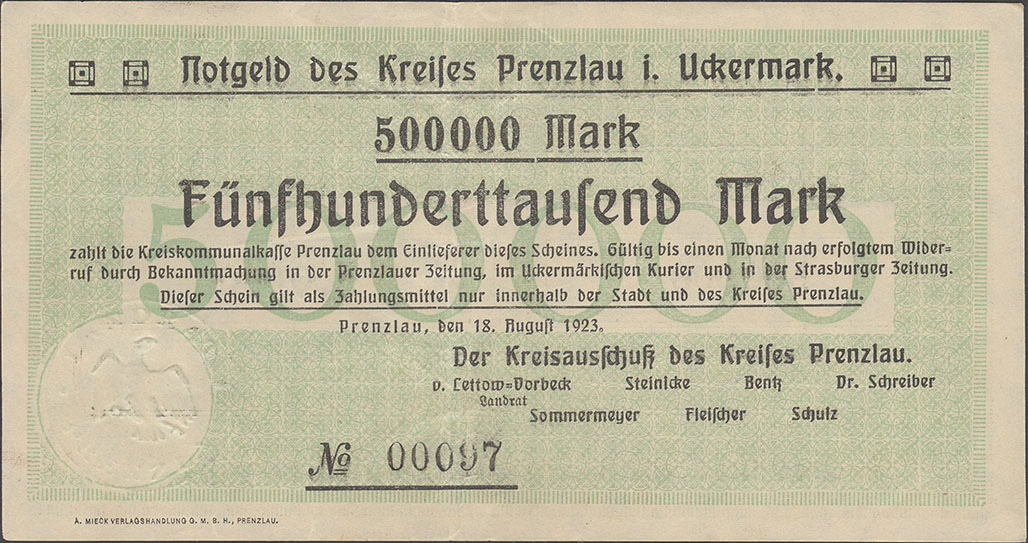 Notgeld des Kreiſes Prenzlau i. Uckermark.
500000 Mark
Fünfhunderttauſend Mark
zahlt die Kreiskommunalkaſſe Prenzlau dem Einlieferer dieſes Scheines. Gültig bis einen Monat nach erfolgtem Wider=
ruf durch Bekanntmachung in der Prenzlauer Zeitung, im Uckermärkiſchen Kurier und in der Strasburger Zeitung.
Dieſer Schein gilt als Zahlungsmittel nur innerhalb der Stadt und des Kreiſes Prenzlau.
500000
Prenzlau, den 18. Auguſt 1923.
Der Kreisausſchuß des Kreiſes Prenzlau.
v. Lettow=Vorbeck Steinicke Bentz Dr. Schreiber
Landrat
Sommermeyer Fleiſcher Schulz
No 00097
A. MIECK VERLAGSHANDLUNG G. M. B. H., PRENZLAU.